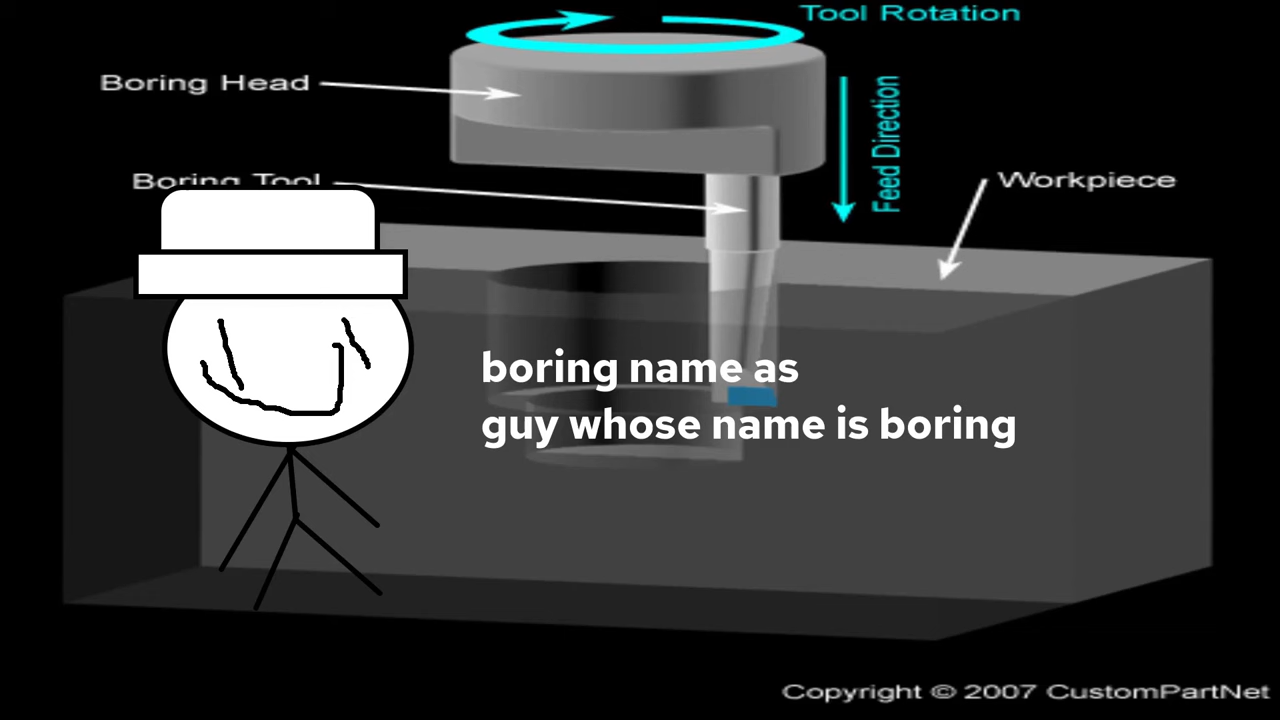 Tool Rotation
Boring Head
Feed Direction
Boring Tool
Workpiece
boring name as
guy whose name is boring
Copyright © 2007 CustomPartNet